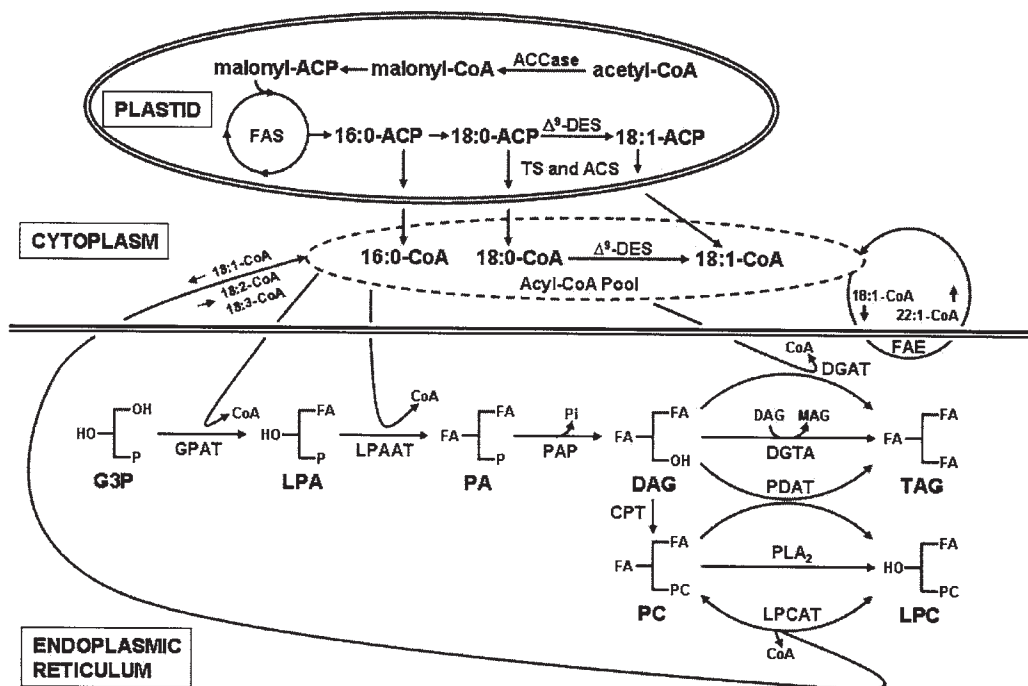 malonyl-ACP malonyl-CoA ACCase acetyl-CoA
PLASTID
FAS 16:0-ACP 18:0-ACP Δ⁹-DES 18:1-ACP
TS and ACS
CYTOPLASM
18:1-CoA
18:2-CoA
18:3-CoA
16:0-CoA 18:0-CoA Δ⁹-DES 18:1-CoA
Acyl-CoA Pool
18:1-CoA
22:1-CoA
FAE
CoA
DGAT
OH
HO
P
G3P
CoA
GPAT
FA
HO
P
LPA
CoA
LPAAT
FA
FA
P
PA
Pi
PAP
FA
FA
OH
DAG
DAG MAG
DGTA
PDAT
FA
FA
FA
TAG
CPT
FA
FA
PC
PC
PLA₂
LPCAT
CoA
FA
HO
PC
LPC
ENDOPLASMIC
RETICULUM